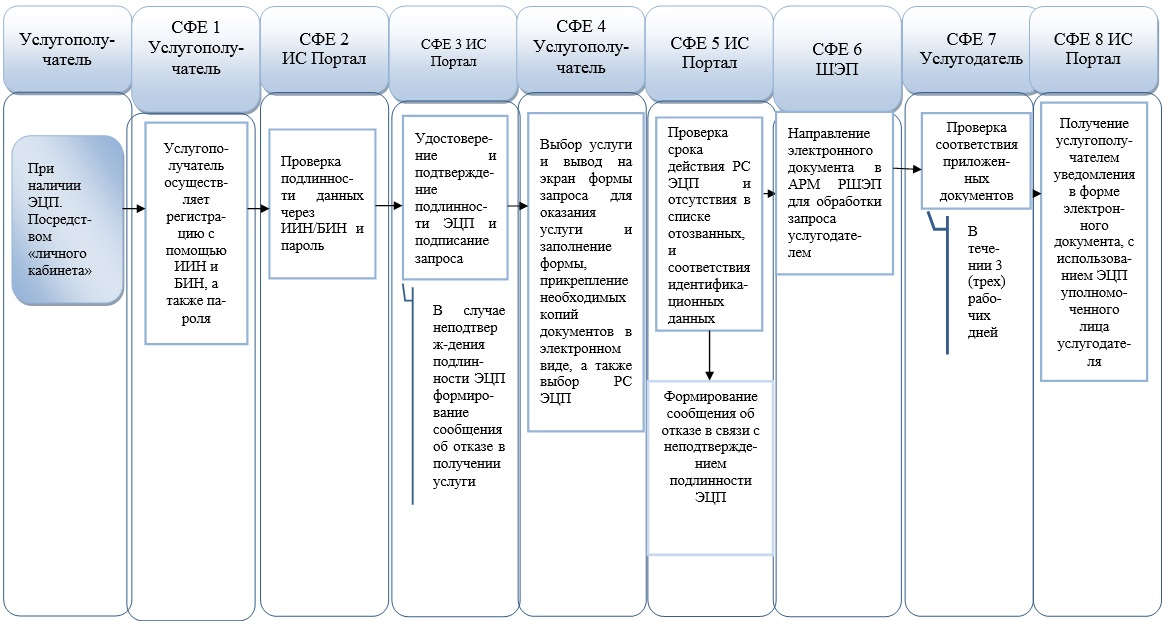 Услугополу-
чатель
СФЕ 1
Услугополу-
чатель
СФЕ 2
ИС Портал
СФЕ 3 ИС
Портал
СФЕ 4
Услугополу-
чатель
СФЕ 5 ИС
Портал
СФЕ 6
ШЭП
СФЕ 7
Услугодатель
СФЕ 8 ИС
Портал
При
наличии
ЭЦП.
Посредст-
вом
«личного
кабинета»
Услугопо-
лучатель
осуществ-
ляет
регистра-
цию с
помощью
ИИН и
БИН, а
также па-
роля
Проверка
подлиннос-
ти данных
через
ИИН/БИН и
пароль
Удостовере-
ние и
подтвержде-
ние
подлиннос-
ти ЭЦП и
подписание
запроса
В случае
неподтвер
ж-дения
подлин-
ности ЭЦП
формиро-
вание
сообщения
об отказе в
получении
услуги
Выбор услуги
и вывод на
экран формы
запроса для
оказания
услуги и
заполнение
формы,
прикрепление
необходимых
копий
документов в
электронном
виде, а также
выбор РС
ЭЦП
Проверка
срока
действия РС
ЭЦП и
отсутствия в
списке
отозванных,
и
соответствия
идентифика-
ционных
данных
Формирование
сообщения об
отказе в связи с
неподтвержде-
нием
подлинности
ЭЦП
Направление
электронного
документа в
АРМ РШЭП
для обработки
запроса
услугодате-
лем
Проверка
соответствия
приложен-
ных
документов
В
тече-
нии 3
(трех)
рабо-
чих
дней
Получение
услугополу-
чателем
уведомления
в форме
электрон-
ного
документа, с
использова-
нием ЭЦП
уполномо-
ченного
лица
услугодате-
ля